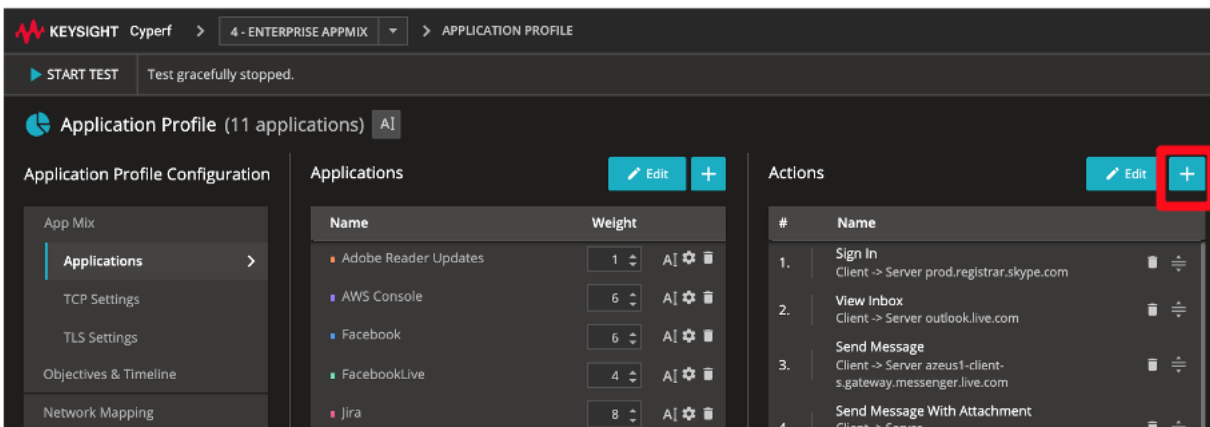 KEYSIGHT Cyperf > 4 - ENTERPRISE APPMIX > APPLICATION PROFILE
START TEST Test gracefully stopped.
Application Profile (11 applications) A
Application Profile Configuration
App Mix
Applications
TCP Settings
TLS Settings
Objectives & Timeline
Network Mapping
Applications Edit +
Name Weight
Adobe Reader Updates 1 A
AWS Console 6 A
Facebook 6 A
FacebookLive 4 A
Jira 8 A
Actions Edit +
# Name
1. Sign In
Client -> Server prod.registrar.skype.com
2. View Inbox
Client -> Server outlook.live.com
Send Message
3. Client -> Server azeus1-client-
s.gateway.messenger.live.com
Send Message With Attachment
4. Client -> Server